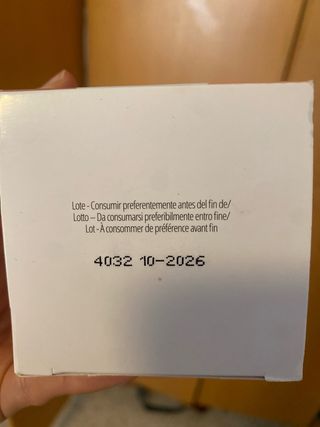 Lote - Consumir preferentemente antes del fin de/
Lotto – Da consumarsi preferibilmente entro fine/
Lot - À consommer de préférence avant fin
4032 10-2026